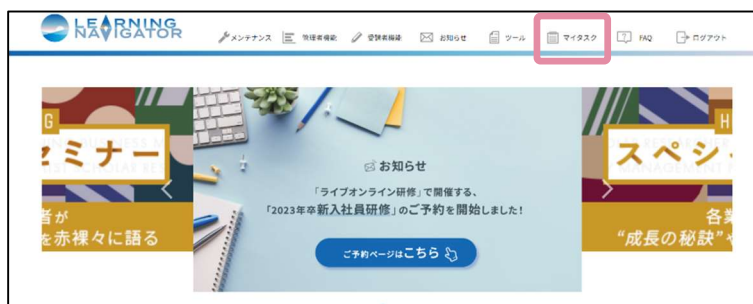 LEARNING
NAVIGATOR
メンテナンス
管理者機能
受験者機能
お知らせ
ツール
マイタスク
FAQ
ログアウト
G
セミナー
者が
を赤裸々に語る
お知らせ
「ライブオンライン研修」で開催する、
「2023年卒新入社員研修」のご予約を開始しました!
ご予約ページはこちら
H
スペシ
各業
“成長の秘訣”や